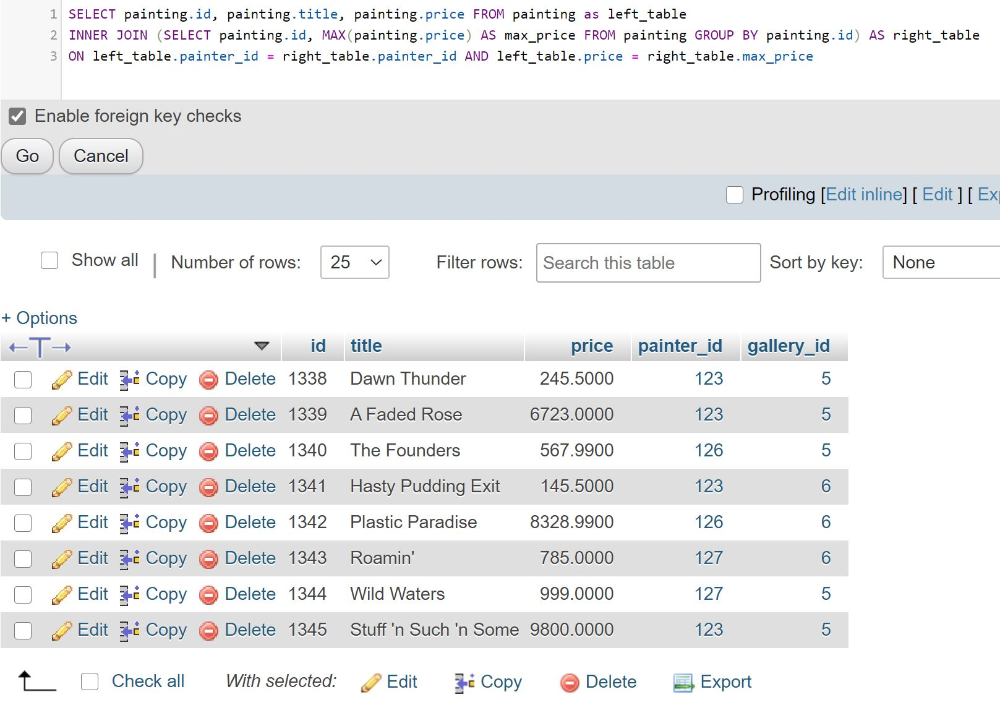 1 SELECT painting.id, painting.title, painting.price FROM painting as left_table
2 INNER JOIN (SELECT painting.id, MAX(painting.price) AS max_price FROM painting GROUP BY painting.id) AS right_table
3 ON left_table.painter_id = right_table.painter_id AND left_table.price = right_table.max_price
Enable foreign key checks
Go Cancel
Profiling [Edit inline] [ Edit ] [
Show all | Number of rows: 25 Filter rows: Search this table Sort by key: None
+ Options
←T→ id title price painter_id gallery_id
Edit Copy Delete 1338 Dawn Thunder 245.5000 123 5
Edit Copy Delete 1339 A Faded Rose 6723.0000 123 5
Edit Copy Delete 1340 The Founders 567.9900 126 5
Edit Copy Delete 1341 Hasty Pudding Exit 145.5000 123 6
Edit Copy Delete 1342 Plastic Paradise 8328.9900 126 6
Edit Copy Delete 1343 Roamin' 785.0000 127 6
Edit Copy Delete 1344 Wild Waters 999.0000 127 5
Edit Copy Delete 1345 Stuff 'n Such 'n Some 9800.0000 123 5
Check all With selected: Edit Copy Delete Export